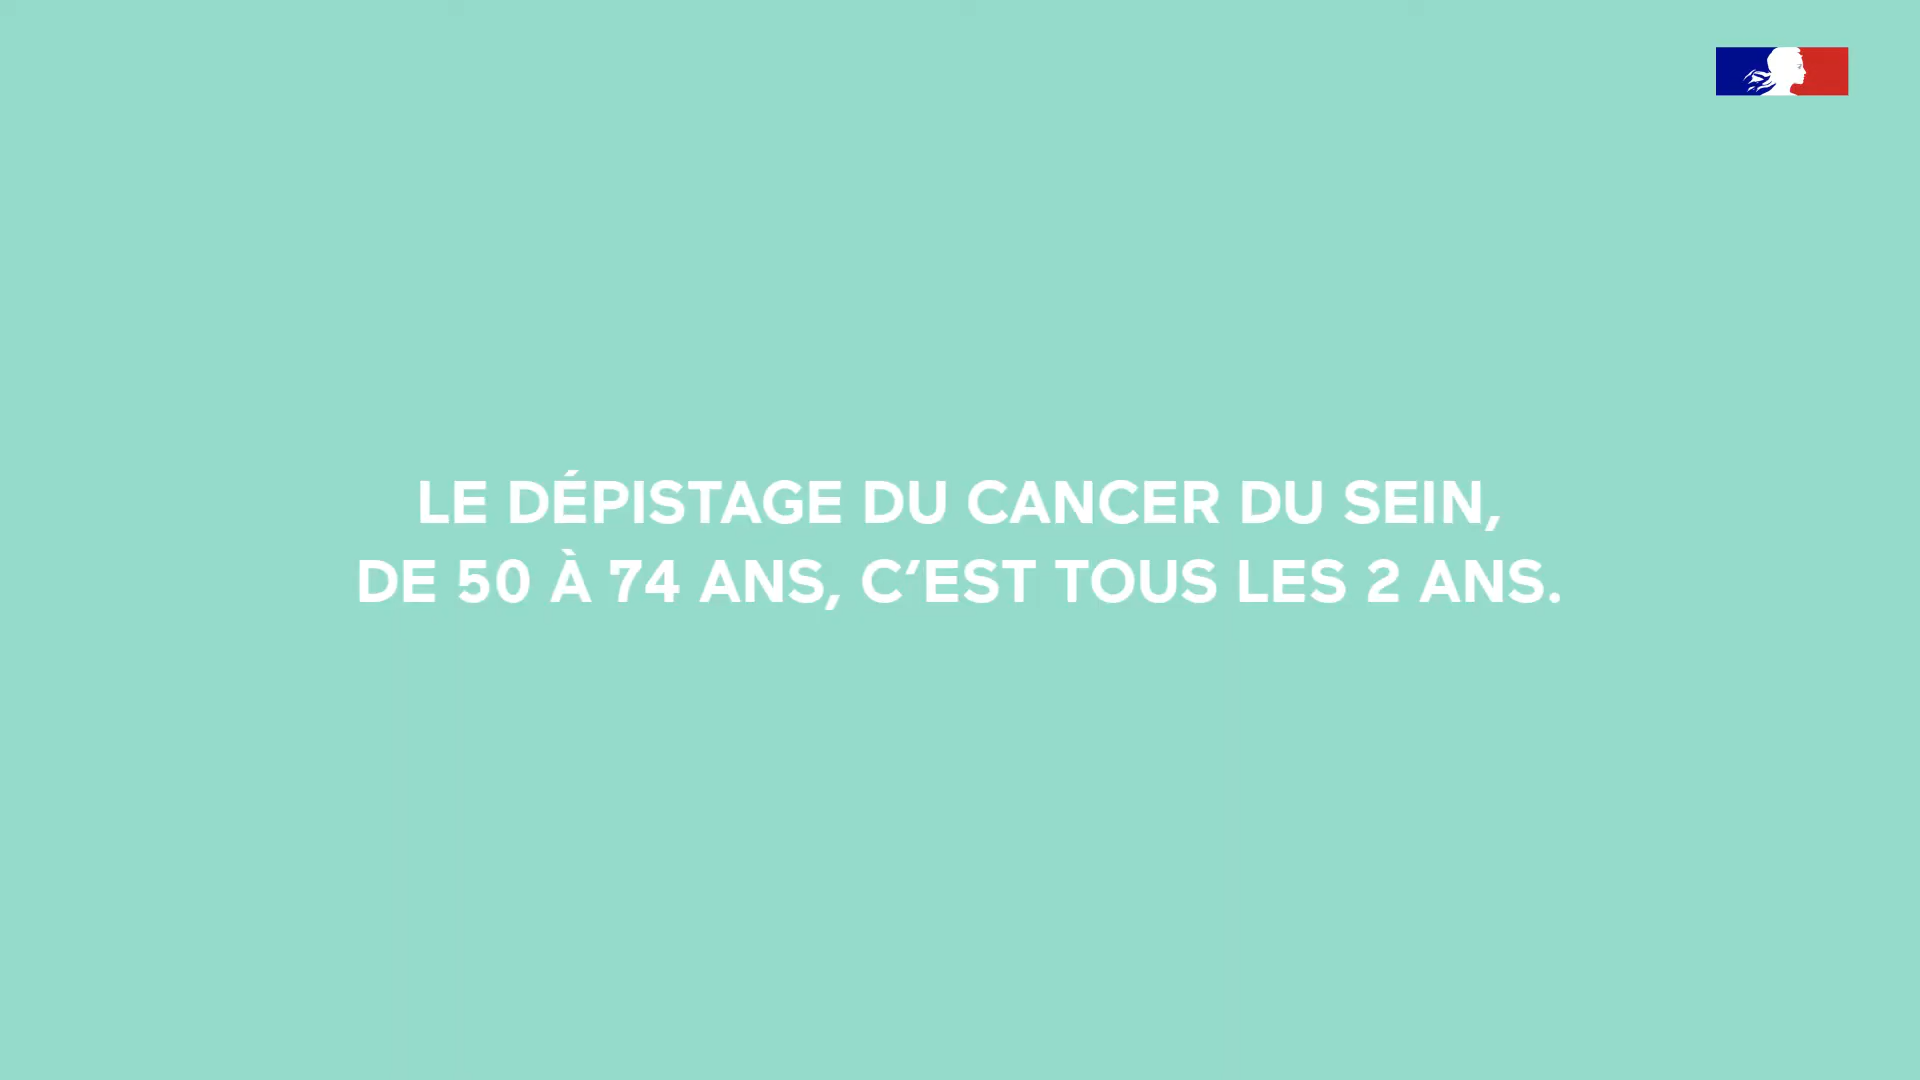 LE DÉPISTAGE DU CANCER DU SEIN,
DE 50 À 74 ANS, C’EST TOUS LES 2 ANS.